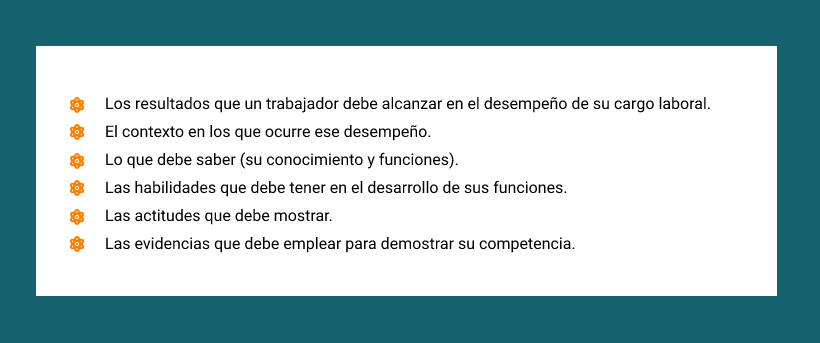 Los resultados que un trabajador debe alcanzar en el desempeño de su cargo laboral.
El contexto en los que ocurre ese desempeño.
Lo que debe saber (su conocimiento y funciones).
Las habilidades que debe tener en el desarrollo de sus funciones.
Las actitudes que debe mostrar.
Las evidencias que debe emplear para demostrar su competencia.